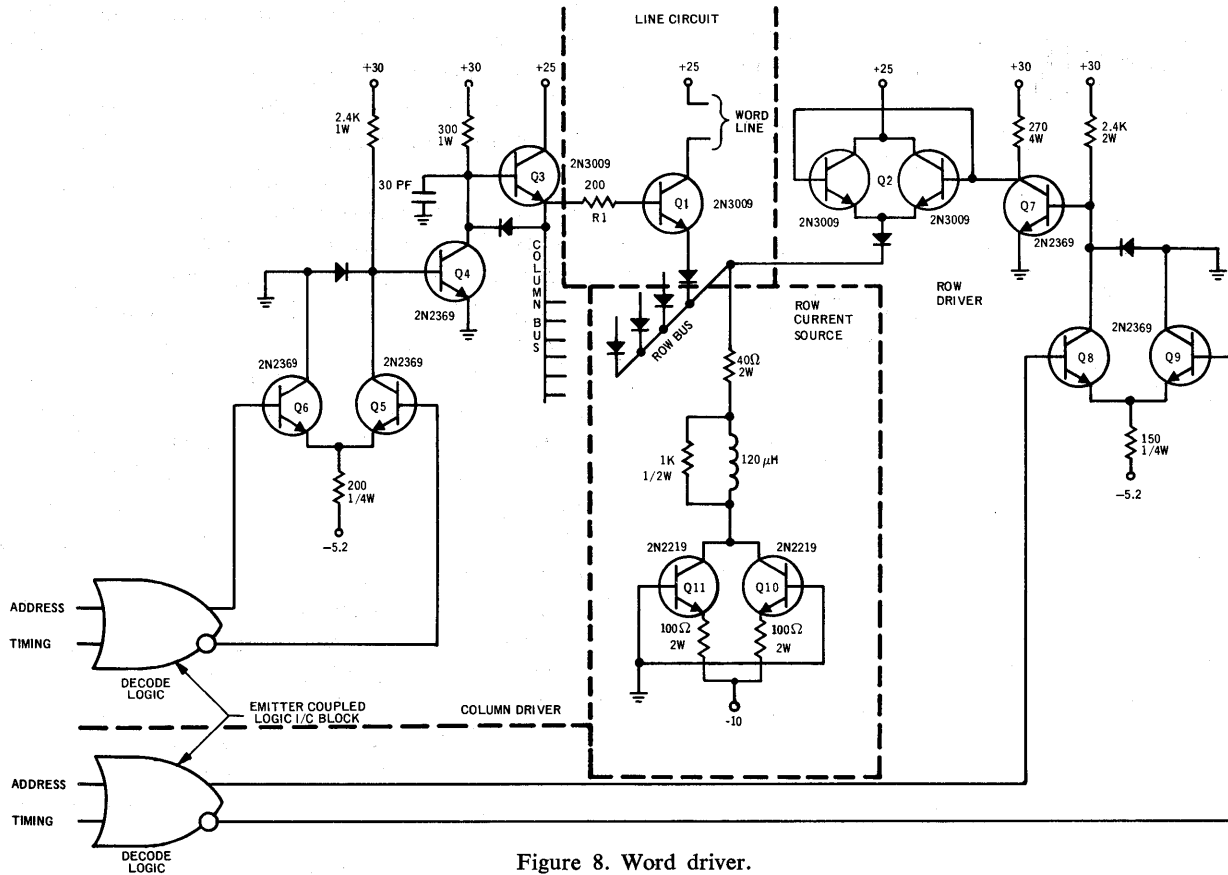 LINE CIRCUIT
+30
+30
+25
+25
+25
+30
+30
2.4K
1W
300
1W
WORD
LINE
270
4W
2.4K
2W
30 PF
Q3
2N3009
200
R1
Q1
2N3009
Q2
2N3009
2N3009
Q7
2N2369
Q4
2N2369
COLUMN BUS
ROW BUS
ROW
CURRENT
SOURCE
ROW
DRIVER
2N2369
2N2369
Q6
Q5
40Ω
2W
2N2369
Q8
Q9
1K
1/2W
120 μH
200
1/4W
-5.2
150
1/4W
-5.2
2N2219
2N2219
Q11
Q10
100Ω
2W
100Ω
2W
-10
ADDRESS
TIMING
DECODE
LOGIC
EMITTER COUPLED
LOGIC I/C BLOCK
COLUMN DRIVER
ADDRESS
TIMING
DECODE
LOGIC
Figure 8. Word driver.